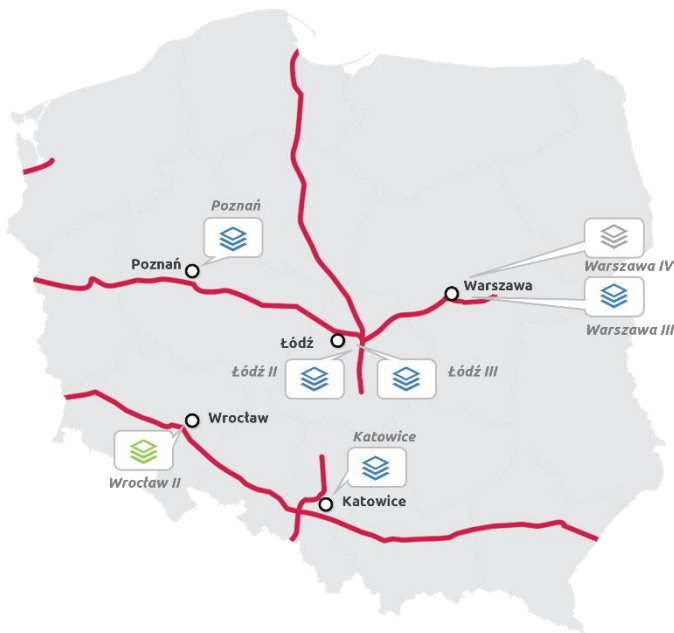 Poznań
Poznań
Warszawa IV
Warszawa
Warszawa III
Łódź
Łódź II
Łódź III
Wrocław
Katowice
Wrocław II
Katowice